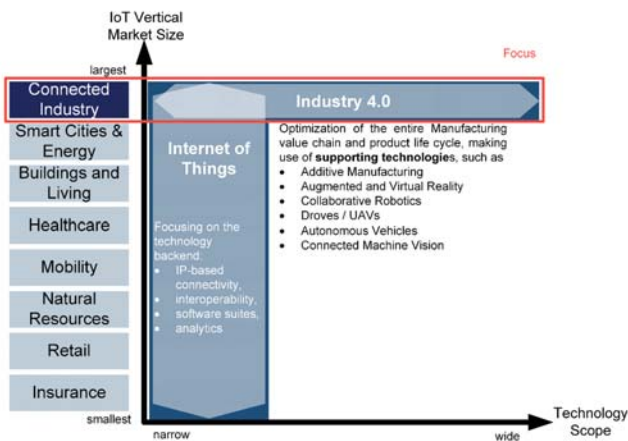 IoT Vertical
Market Size
Focus
largest
Connected
Industry
Industry 4.0
Smart Cities &
Energy
Buildings and
Living
Healthcare
Mobility
Natural
Resources
Retail
Insurance
Internet of
Things
Focusing on the
technology
backend:
• IP-based
connectivity,
• interoperability,
• software suites,
• analytics
Optimization of the entire Manufacturing
value chain and product life cycle, making
use of supporting technologies, such as
• Additive Manufacturing
• Augmented and Virtual Reality
• Collaborative Robotics
• Droves / UAVs
• Autonomous Vehicles
• Connected Machine Vision
smallest
narrow
wide
Technology
Scope